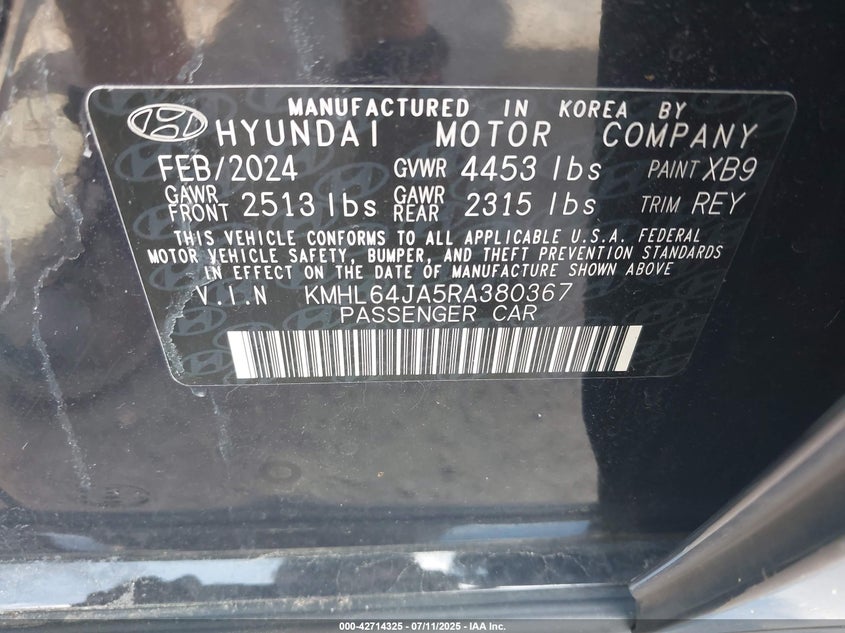 MANUFACTURED IN KOREA BY
HYUNDAI MOTOR COMPANY
FEB/2024 GVWR 4453 lbs PAINT XB9
GAWR FRONT 2513 lbs GAWR REAR 2315 lbs TRIM REY
THIS VEHICLE CONFORMS TO ALL APPLICABLE U.S.A. FEDERAL
MOTOR VEHICLE SAFETY, BUMPER, AND THEFT PREVENTION STANDARDS
IN EFFECT ON THE DATE OF MANUFACTURE SHOWN ABOVE
V.I.N KMHL64JA5RA380367
PASSENGER CAR
000-42714325 - 07/11/2025 - IAA Inc.